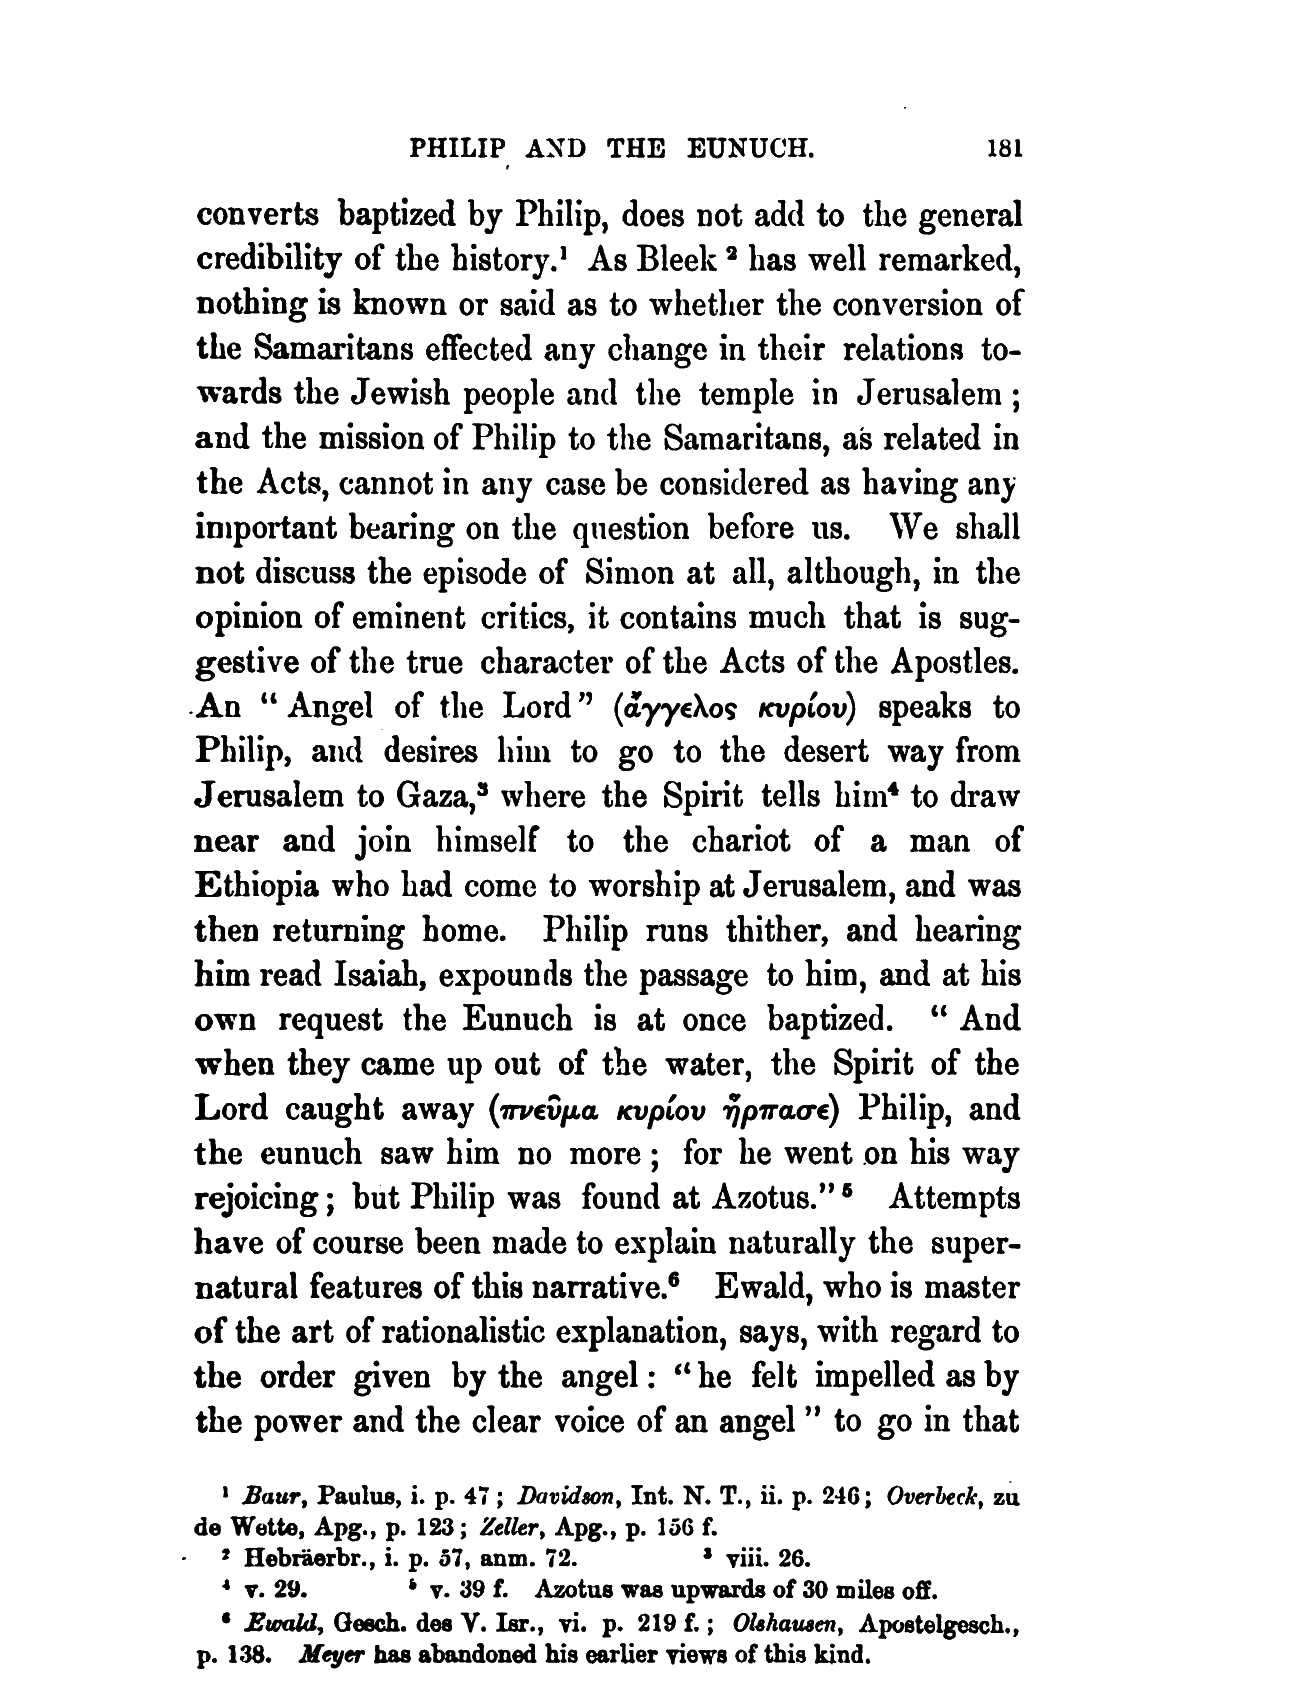 PHILIP AND THE EUNUCH. 181
converts baptized by Philip, does not add to the general
credibility of the history.¹ As Bleek ² has well remarked,
nothing is known or said as to whether the conversion of
the Samaritans effected any change in their relations to-
wards the Jewish people and the temple in Jerusalem ;
and the mission of Philip to the Samaritans, as related in
the Acts, cannot in any case be considered as having any
important bearing on the question before us. We shall
not discuss the episode of Simon at all, although, in the
opinion of eminent critics, it contains much that is sug-
gestive of the true character of the Acts of the Apostles.
An “ Angel of the Lord” (ἄγγελος κυρίου) speaks to
Philip, and desires him to go to the desert way from
Jerusalem to Gaza,³ where the Spirit tells him⁴ to draw
near and join himself to the chariot of a man of
Ethiopia who had come to worship at Jerusalem, and was
then returning home. Philip runs thither, and hearing
him read Isaiah, expounds the passage to him, and at his
own request the Eunuch is at once baptized. “ And
when they came up out of the water, the Spirit of the
Lord caught away (πνεῦμα κυρίου ἥρπασε) Philip, and
the eunuch saw him no more ; for he went on his way
rejoicing ; but Philip was found at Azotus.” ⁵ Attempts
have of course been made to explain naturally the super-
natural features of this narrative.⁶ Ewald, who is master
of the art of rationalistic explanation, says, with regard to
the order given by the angel : “ he felt impelled as by
the power and the clear voice of an angel ” to go in that
¹ Baur, Paulus, i. p. 47 ; Davidson, Int. N. T., ii. p. 246 ; Overbeck, zu
de Wette, Apg., p. 123 ; Zeller, Apg., p. 156 f.
² Hebräerbr., i. p. 57, anm. 72. ³ viii. 26.
⁴ v. 29. ⁵ v. 39 f. Azotus was upwards of 30 miles off.
⁶ Ewald, Gesch. des V. Isr., vi. p. 219 f. ; Olshausen, Apostelgesch.,
p. 138. Meyer has abandoned his earlier views of this kind.